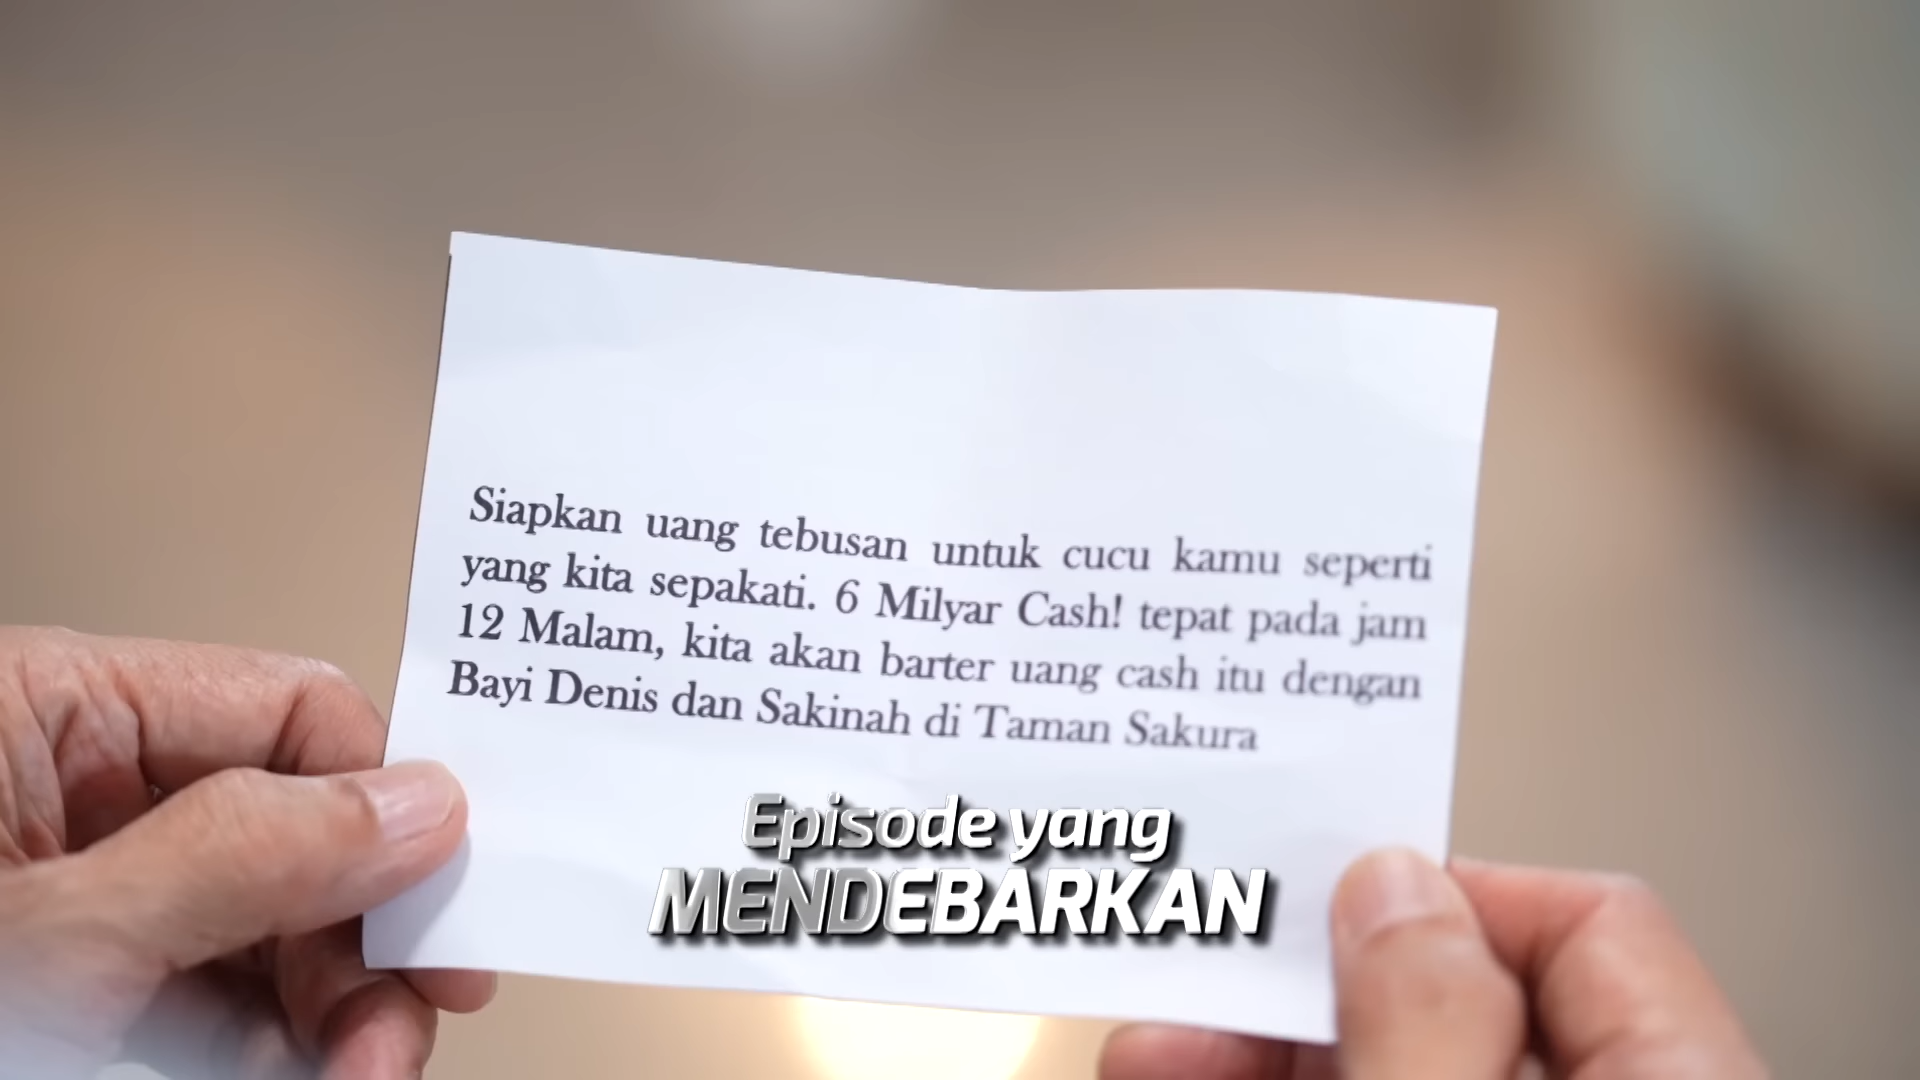 Siapkan uang tebusan untuk cucu kamu seperti
yang kita sepakati. 6 Milyar Cash! tepat pada jam
12 Malam, kita akan barter uang cash itu dengan
Bayi Denis dan Sakinah di Taman Sakura
Episode yang
MENDEBARKAN